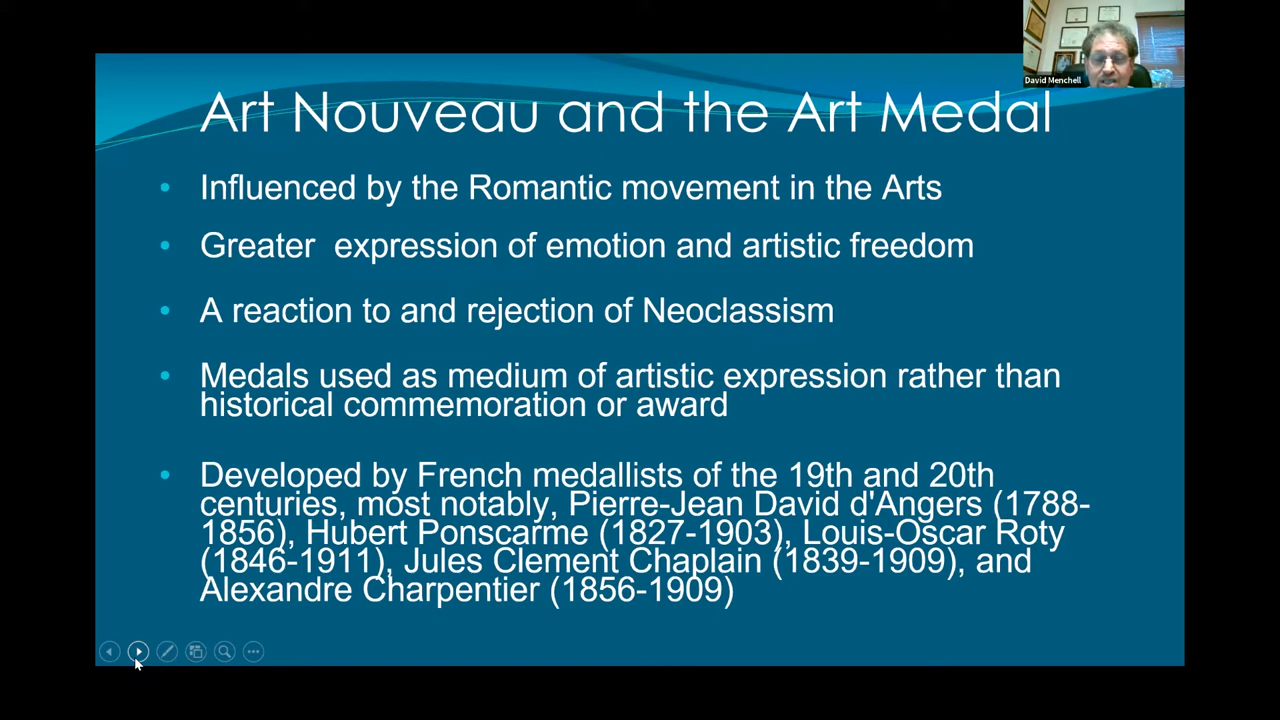 David Menchell
Art Nouveau and the Art Medal
• Influenced by the Romantic movement in the Arts
• Greater expression of emotion and artistic freedom
• A reaction to and rejection of Neoclassism
• Medals used as medium of artistic expression rather than
historical commemoration or award
• Developed by French medallists of the 19th and 20th
centuries, most notably, Pierre-Jean David d'Angers (1788-
1856), Hubert Ponscarme (1827-1903), Louis-Oscar Roty
(1846-1911), Jules Clement Chaplain (1839-1909), and
Alexandre Charpentier (1856-1909)